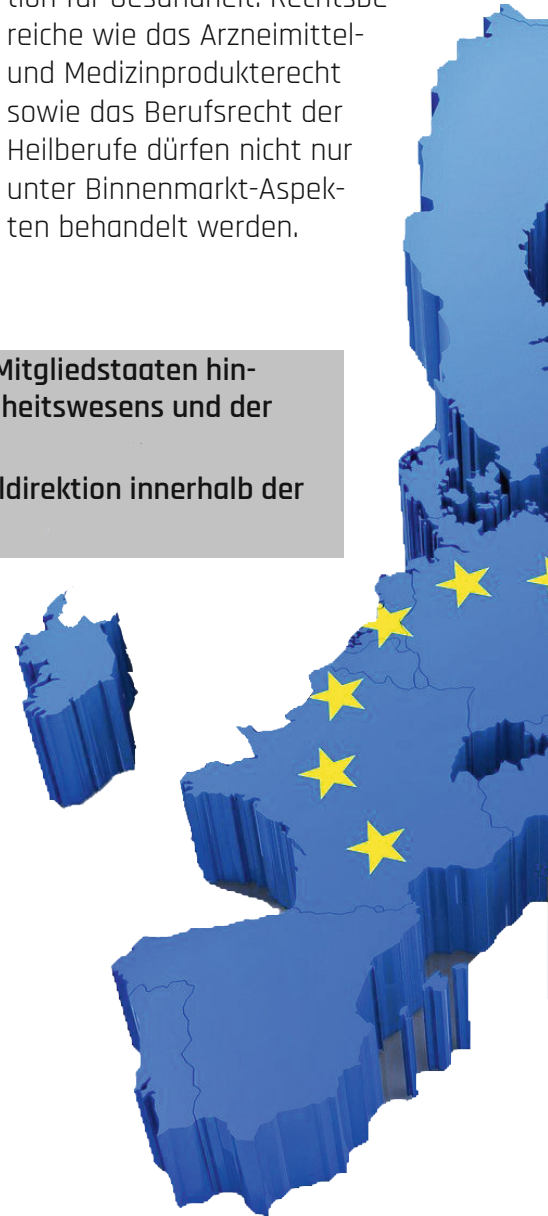 tion für Gesundheit. Rechtsbe-
reiche wie das Arzneimittel-
und Medizinprodukterecht
sowie das Berufsrecht der
Heilberufe dürfen nicht nur
unter Binnenmarkt-Aspek-
ten behandelt werden.
Mitgliedstaaten hin-
heitswesens und der
ldirektion innerhalb der